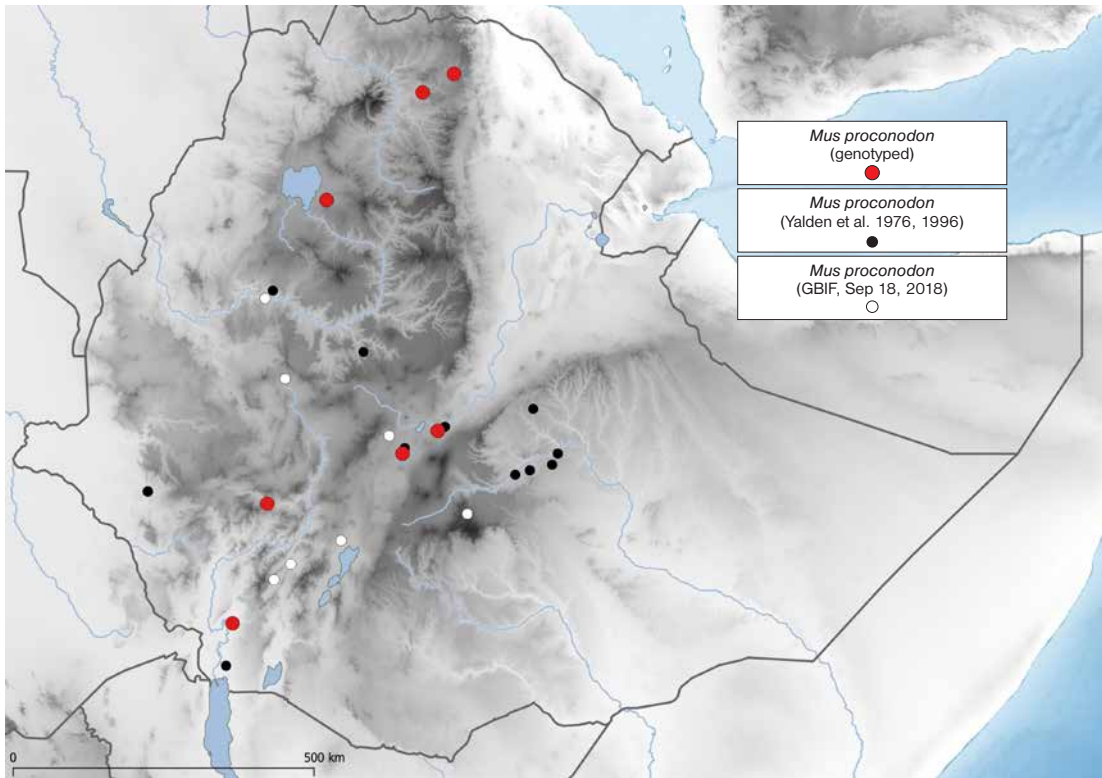 Mus proconodon
(genotyped)
Mus proconodon
(Yalden et al. 1976, 1996)
Mus proconodon
(GBIF, Sep 18, 2018)
0 500 km